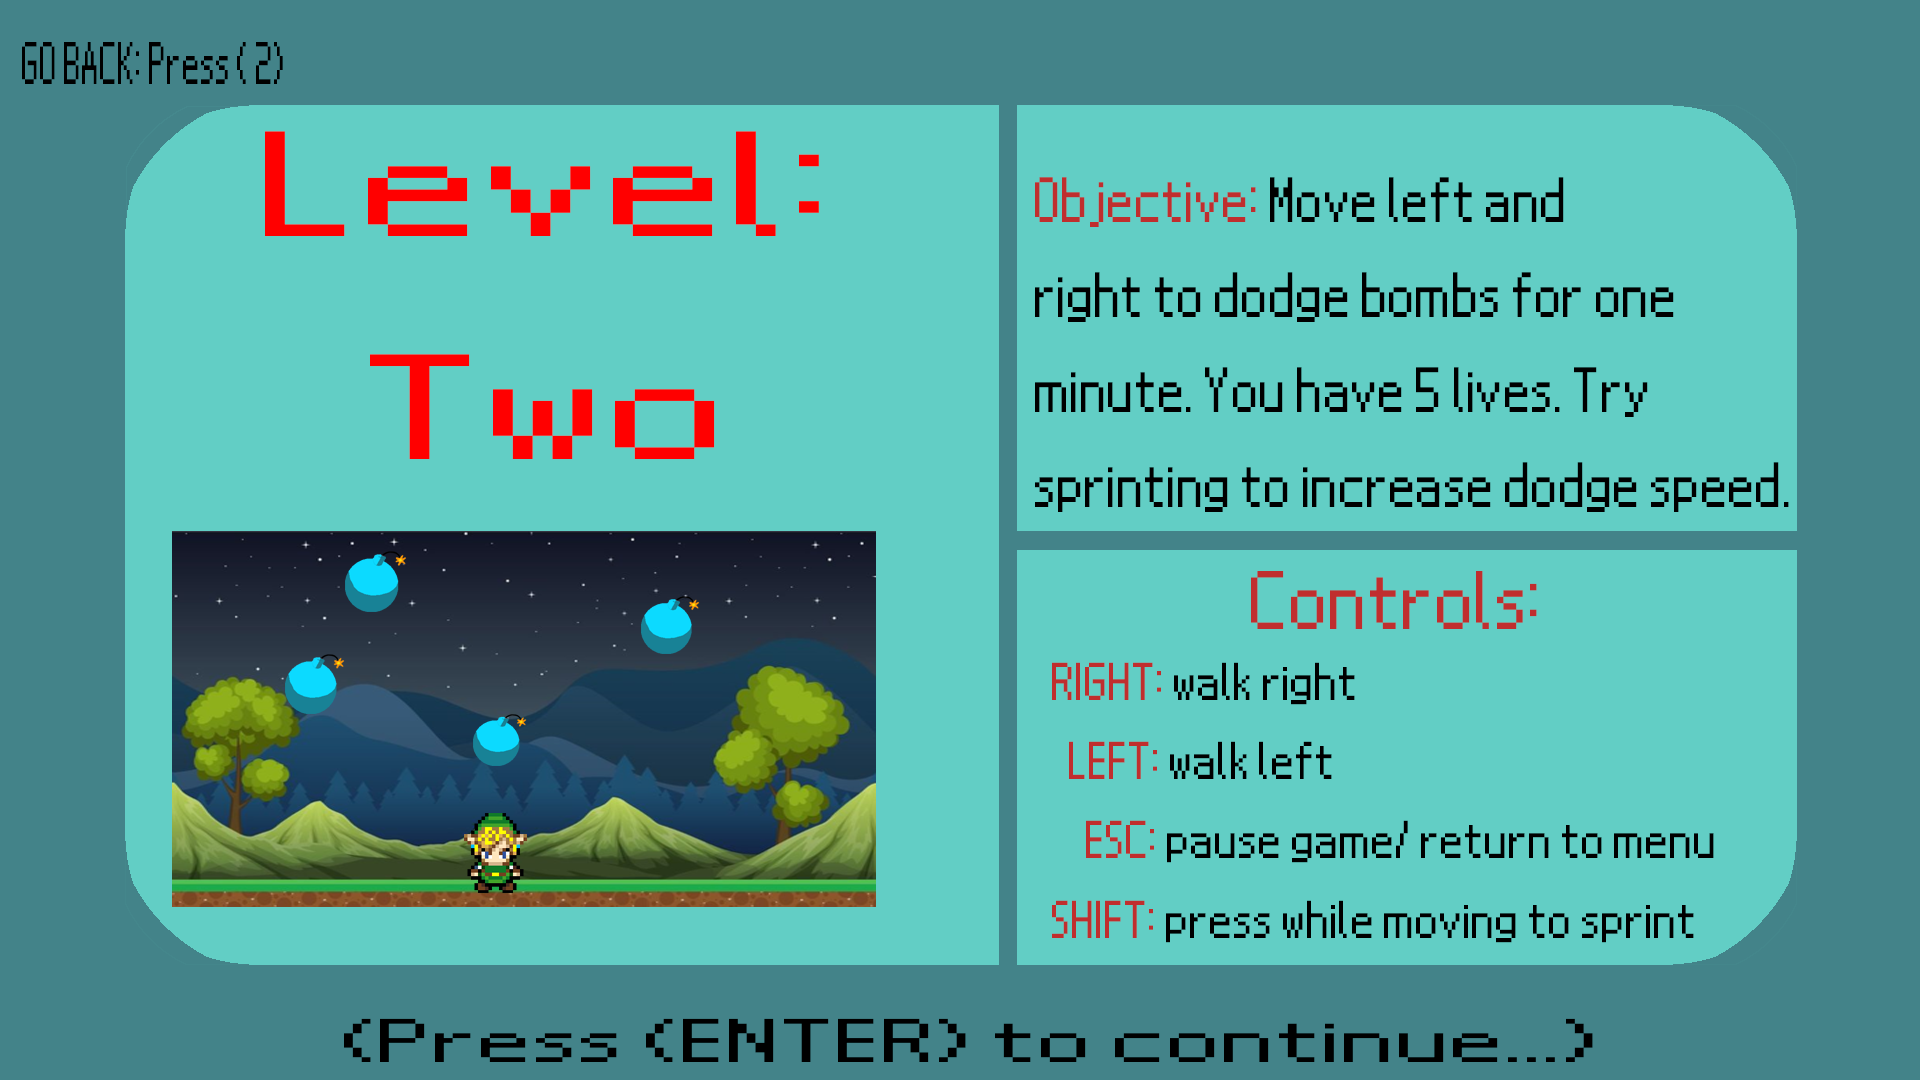 GO BACK: Press ( 2)
Level:
Two
Objective: Move left and
right to dodge bombs for one
minute. You have 5 lives. Try
sprinting to increase dodge speed.
Controls:
RIGHT: walk right
LEFT: walk left
ESC: pause game/ return to menu
SHIFT: press while moving to sprint
(Press (ENTER) to continue...)